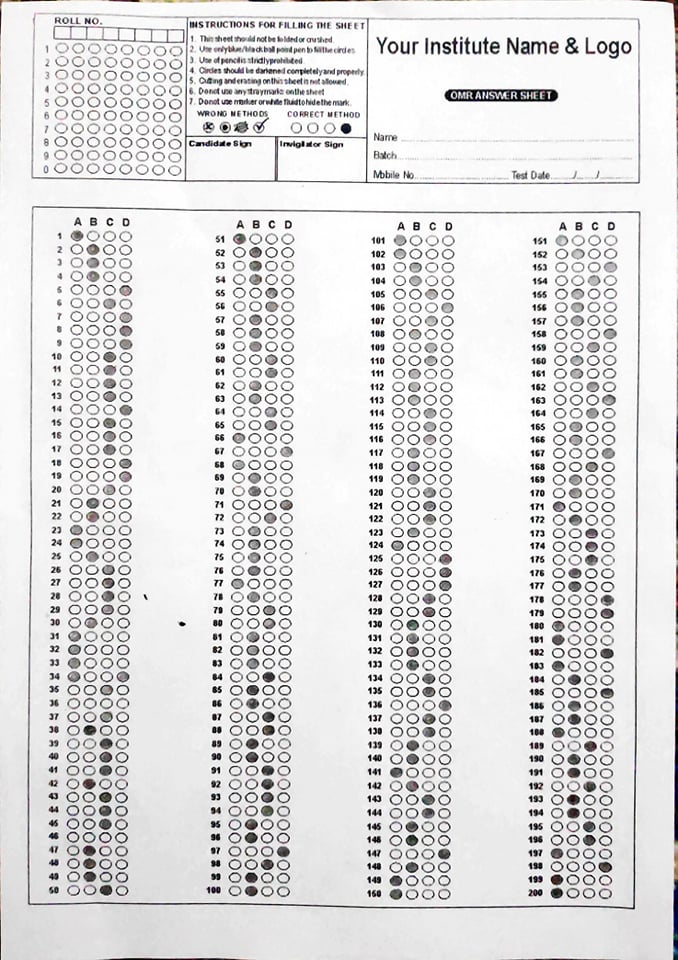 ROLL NO.
1
2
3
4
5
6
7
8
9
0
INSTRUCTIONS FOR FILLING THE SHEET
1. This sheet should not be folded or crushed.
2. Use only blue/black ball point pen to fill the circles.
3. Use of pencil is strictly prohibited.
4. Circles should be darkened completely and properly.
5. Cutting and erasing on this sheet is not allowed.
6. Do not use any stray marks on the sheet
7. Do not use marker or white fluid to hide the mark.
WRONG METHODS CORRECT METHOD
Candidate Sign Invigilator Sign
Your Institute Name & Logo
OMR ANSWER SHEET
Name
Batch
Mobile No. Test Date / /
A B C D A B C D A B C D A B C D
1 51 101 151
2 52 102 152
3 53 103 153
4 54 104 154
5 55 105 155
6 56 106 156
7 57 107 157
8 58 108 158
9 59 109 159
10 60 110 160
11 61 111 161
12 62 112 162
13 63 113 163
14 64 114 164
15 65 115 165
16 66 116 166
17 67 117 167
18 68 118 168
19 69 119 169
20 70 120 170
21 71 121 171
22 72 122 172
23 73 123 173
24 74 124 174
25 75 125 175
26 76 126 176
27 77 127 177
28 78 128 178
29 79 129 179
30 80 130 180
31 81 131 181
32 82 132 182
33 83 133 183
34 84 134 184
35 85 135 185
36 86 136 186
37 87 137 187
38 88 138 188
39 89 139 189
40 90 140 190
41 91 141 191
42 92 142 192
43 93 143 193
44 94 144 194
45 95 145 195
46 96 146 196
47 97 147 197
48 98 148 198
49 99 149 199
50 100 150 200